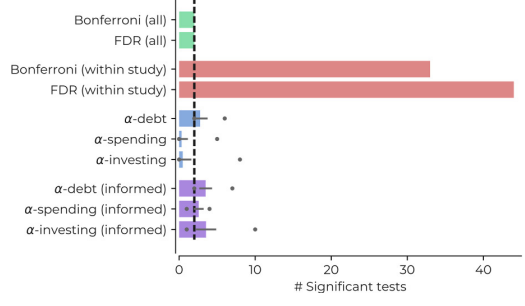 Bonferroni (all)
FDR (all)
Bonferroni (within study)
FDR (within study)
α-debt
α-spending
α-investing
α-debt (informed)
α-spending (informed)
α-investing (informed)
0 10 20 30 40
# Significant tests